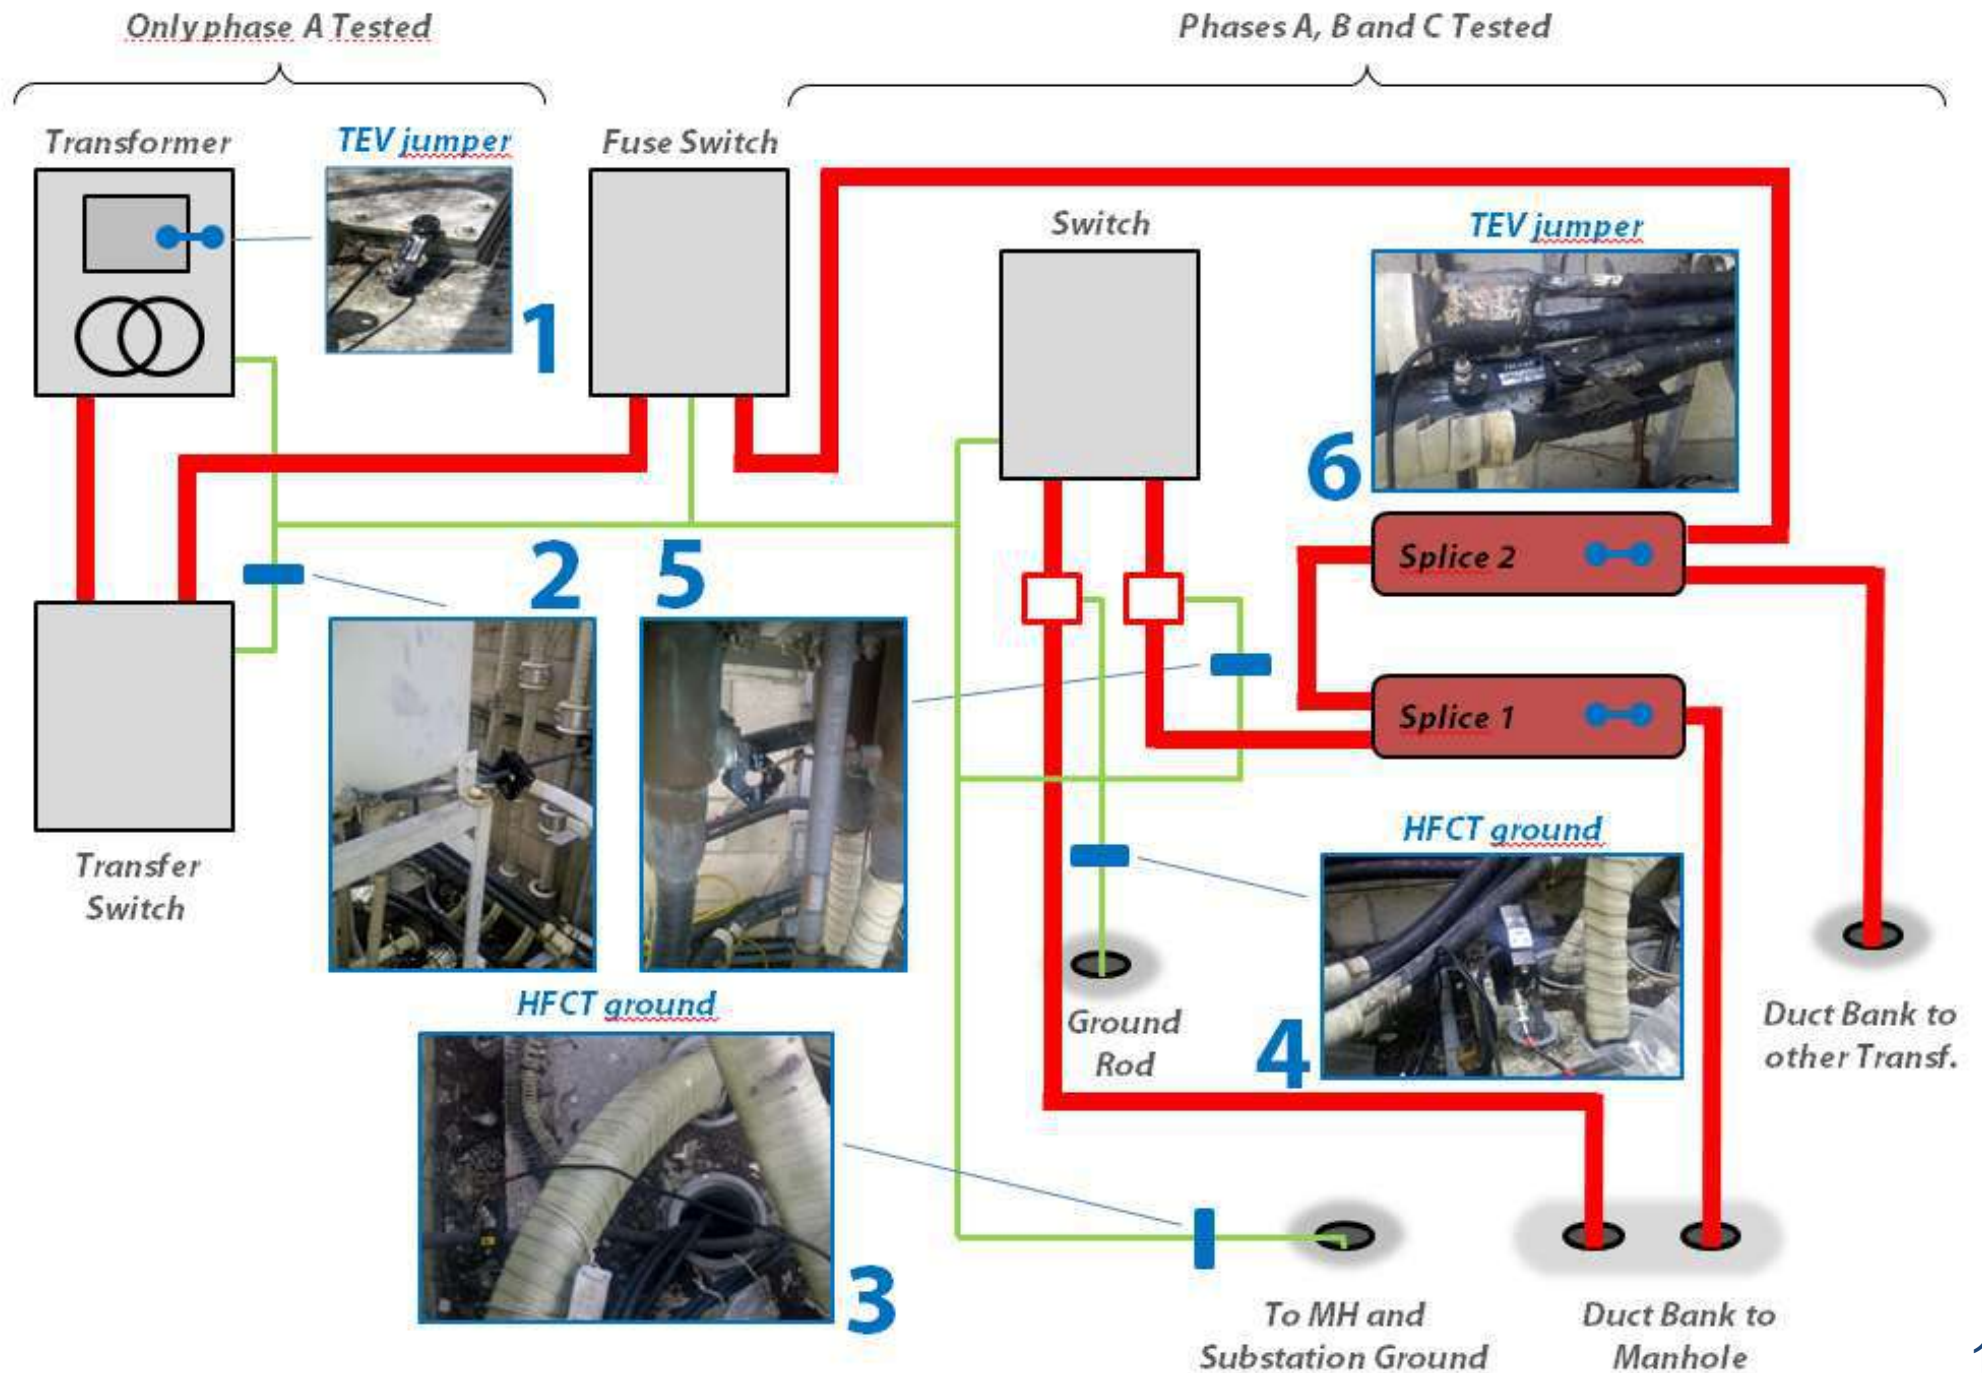 Only phase A Tested
Phases A, B and C Tested
Transformer
TEV jumper
Fuse Switch
Switch
TEV jumper
1
6
2
5
Splice 2
Splice 1
Transfer
Switch
HFCT ground
HFCT ground
Ground
Rod
4
Duct Bank to
other Transf.
3
To MH and
Substation Ground
Duct Bank to
Manhole